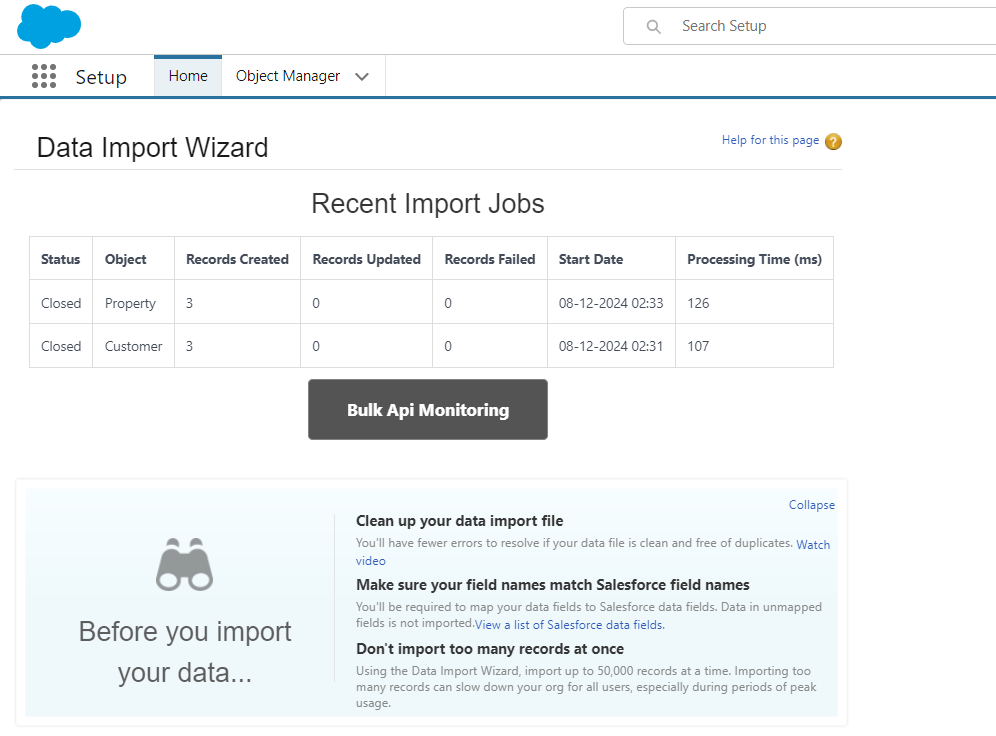 Search Setup
Setup
Home
Object Manager
Data Import Wizard
Help for this page
?
Recent Import Jobs
Status Object Records Created Records Updated Records Failed Start Date Processing Time (ms)
Closed Property 3 0 0 08-12-2024 02:33 126
Closed Customer 3 0 0 08-12-2024 02:31 107
Bulk Api Monitoring
Collapse
Before you import
your data...
Clean up your data import file
You'll have fewer errors to resolve if your data file is clean and free of duplicates. Watch
video
Make sure your field names match Salesforce field names
You'll be required to map your data fields to Salesforce data fields. Data in unmapped
fields is not imported.View a list of Salesforce data fields.
Don't import too many records at once
Using the Data Import Wizard, import up to 50,000 records at a time. Importing too
many records can slow down your org for all users, especially during periods of peak
usage.